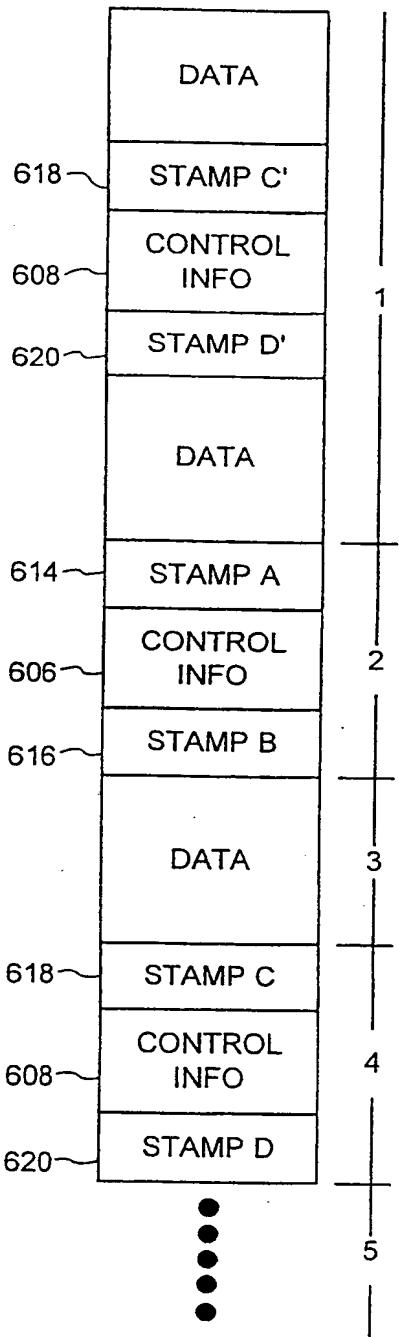 DATA
618 STAMP C'
CONTROL
INFO
608
1
620 STAMP D'
DATA
614 STAMP A
CONTROL
INFO
606
2
616 STAMP B
DATA
3
618 STAMP C
CONTROL
INFO
608
4
620 STAMP D
5